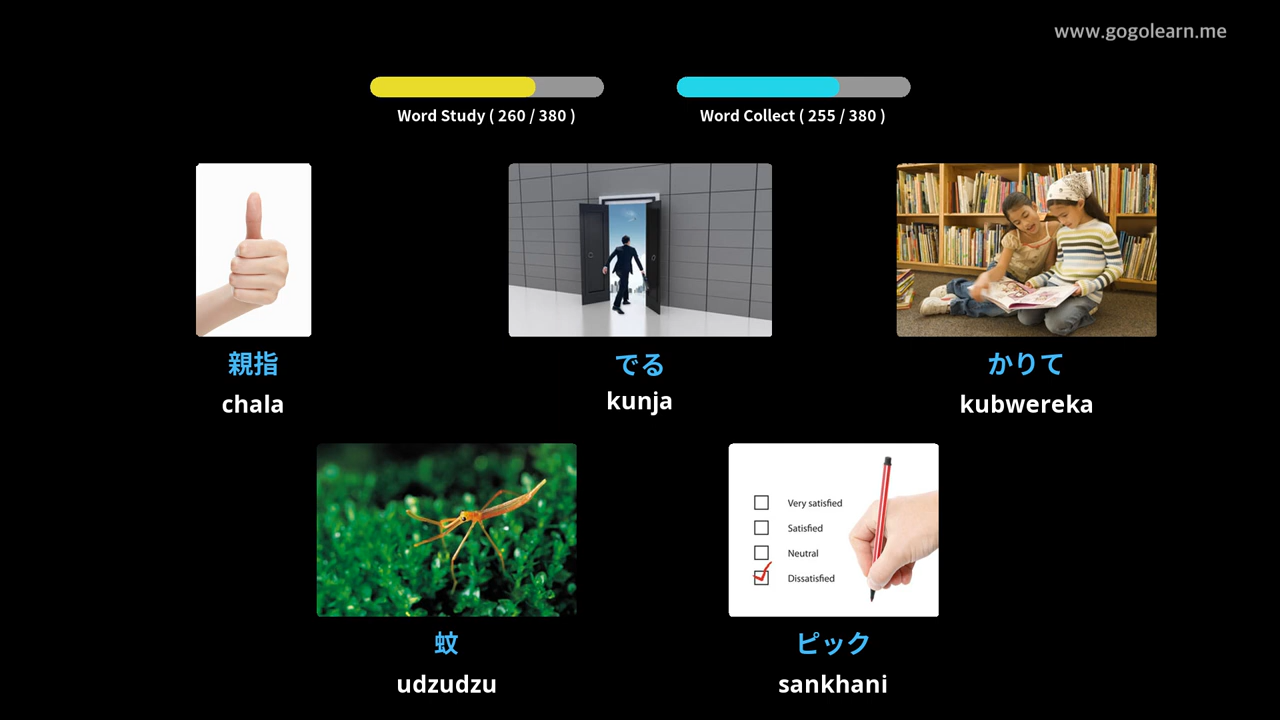 www.gogolearn.me
Word Study ( 260 / 380 )
Word Collect ( 255 / 380 )
親指
chala
でる
kunja
かりて
kubwereka
蚊
udzudzu
Very satisfied
Satisfied
Neutral
Dissatisfied
ピック
sankhani